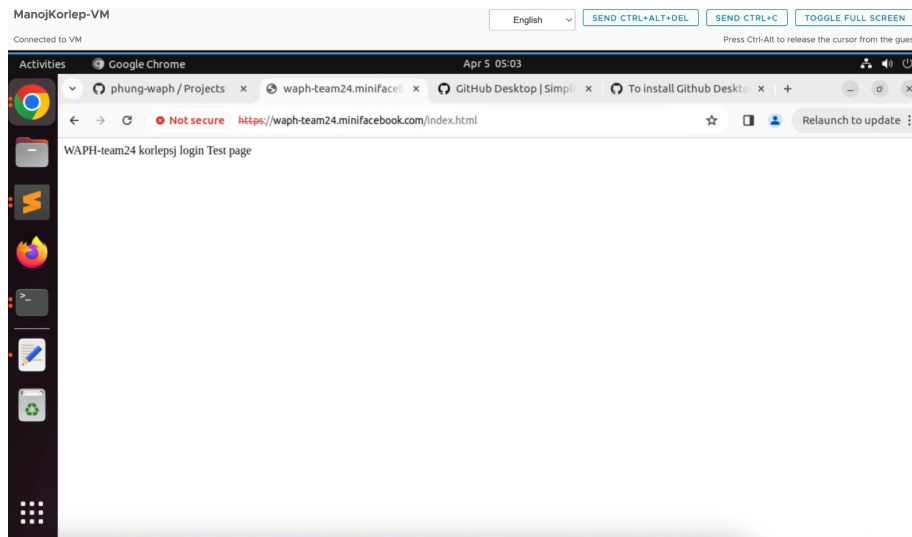 ManojKorlep-VM
English
SEND CTRL+ALT+DEL
SEND CTRL+C
TOGGLE FULL SCREEN
Connected to VM
Press Ctrl-Alt to release the cursor from the gues
Activities
Google Chrome
Apr 5 05:03
phung-waph / Projects
waph-team24.minifaceb
GitHub Desktop | Simpl
To install Github Deskto
Not secure
https://waph-team24.minifacebook.com/index.html
Relaunch to update
WAPH-team24 korlepsj login Test page